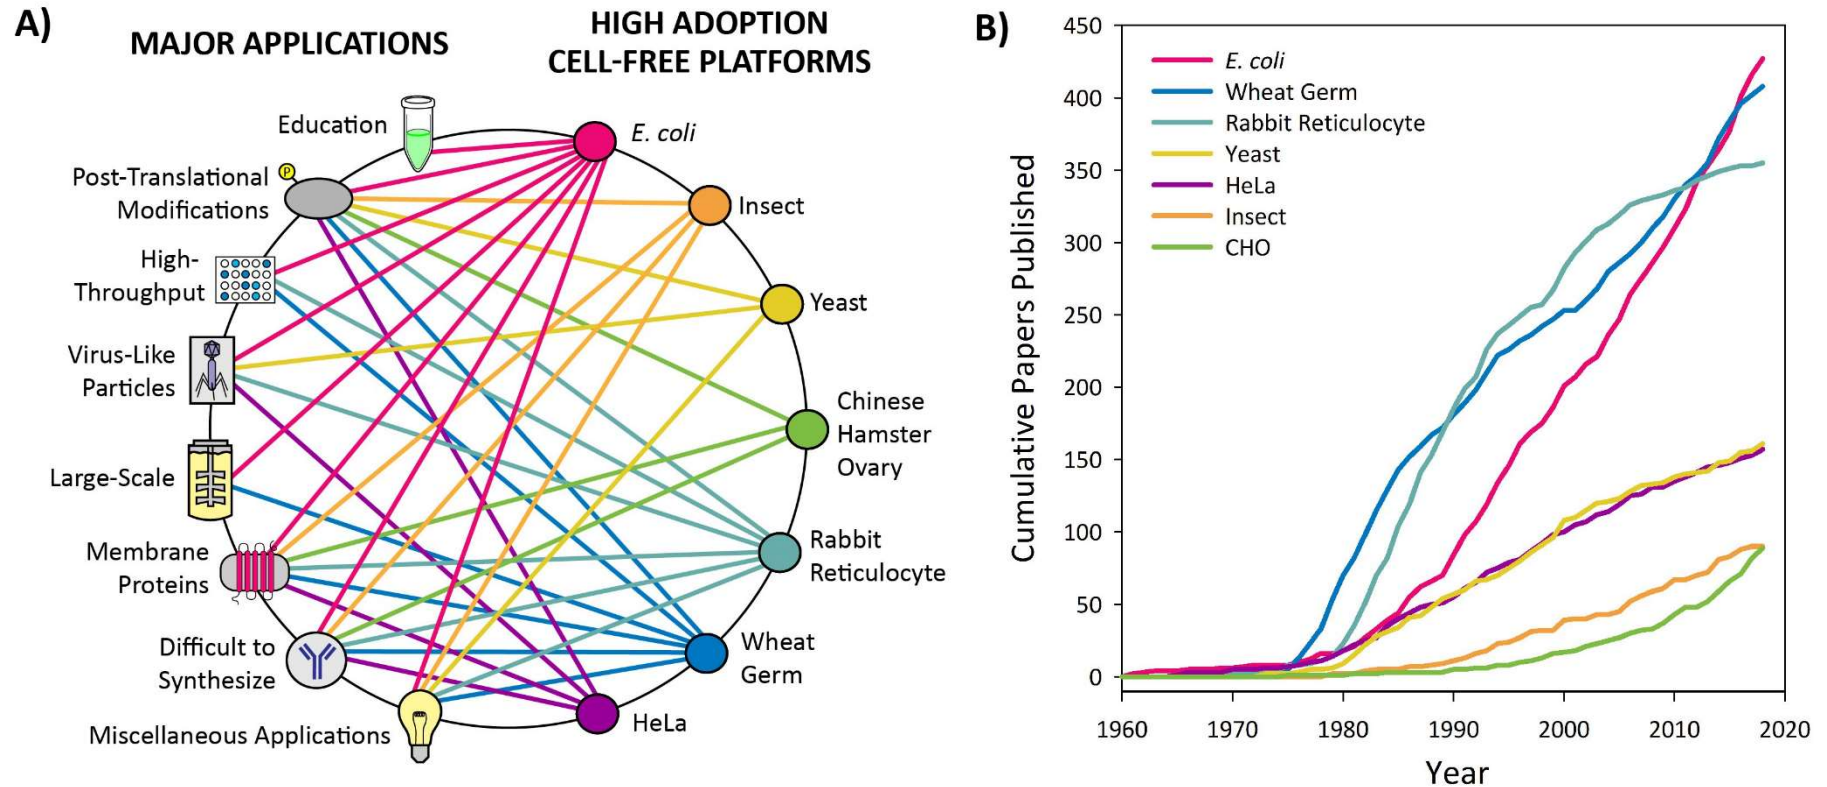 A)
MAJOR APPLICATIONS
HIGH ADOPTION
CELL-FREE PLATFORMS
Education
P
Post-Translational
Modifications
High-
Throughput
Virus-Like
Particles
Large-Scale
Membrane
Proteins
Difficult to
Synthesize
Miscellaneous Applications
E. coli
Insect
Yeast
Chinese
Hamster
Ovary
Rabbit
Reticulocyte
Wheat
Germ
HeLa
B)
E. coli
Wheat Germ
Rabbit Reticulocyte
Yeast
HeLa
Insect
CHO
Cumulative Papers Published
450
400
350
300
250
200
150
100
50
0
1960
1970
1980
1990
2000
2010
2020
Year